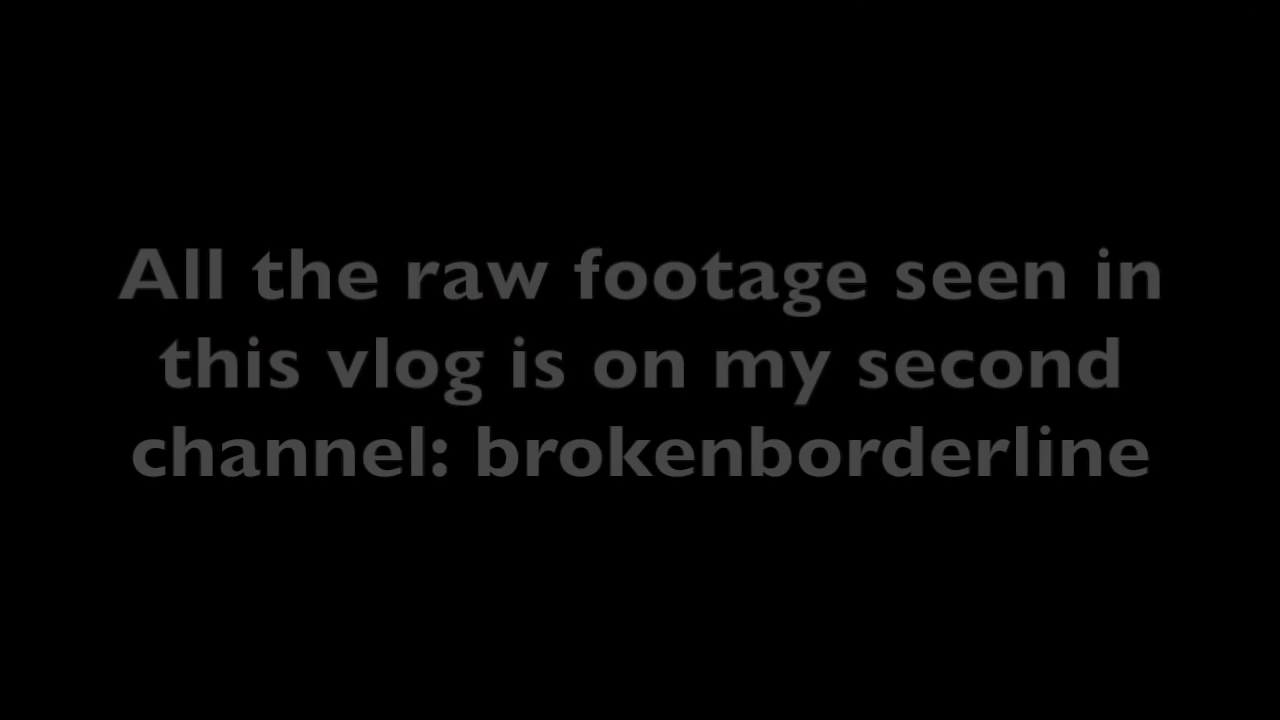 All the raw footage seen in
this vlog is on my second
channel: brokenborderline